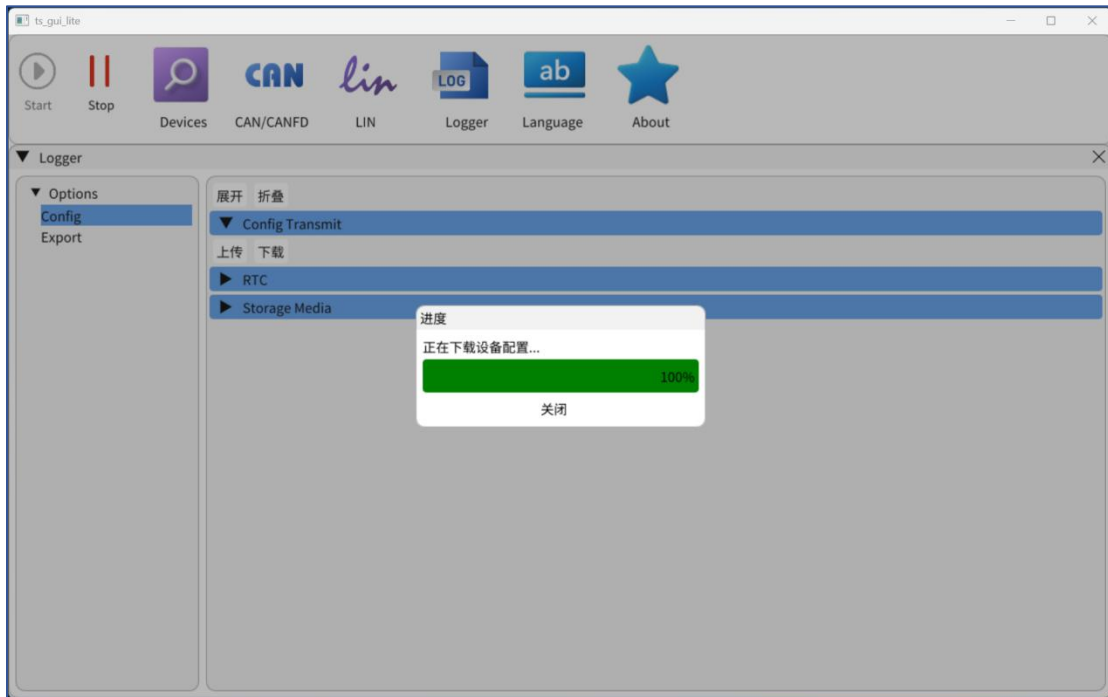 ts_gui_lite
Start
Stop
Devices
CAN
CAN/CANFD
lin
LIN
LOG
Logger
ab
Language
About
Logger
Options
Config
Export
展开 折叠
Config Transmit
上传 下载
RTC
Storage Media
进度
正在下载设备配置...
100%
关闭